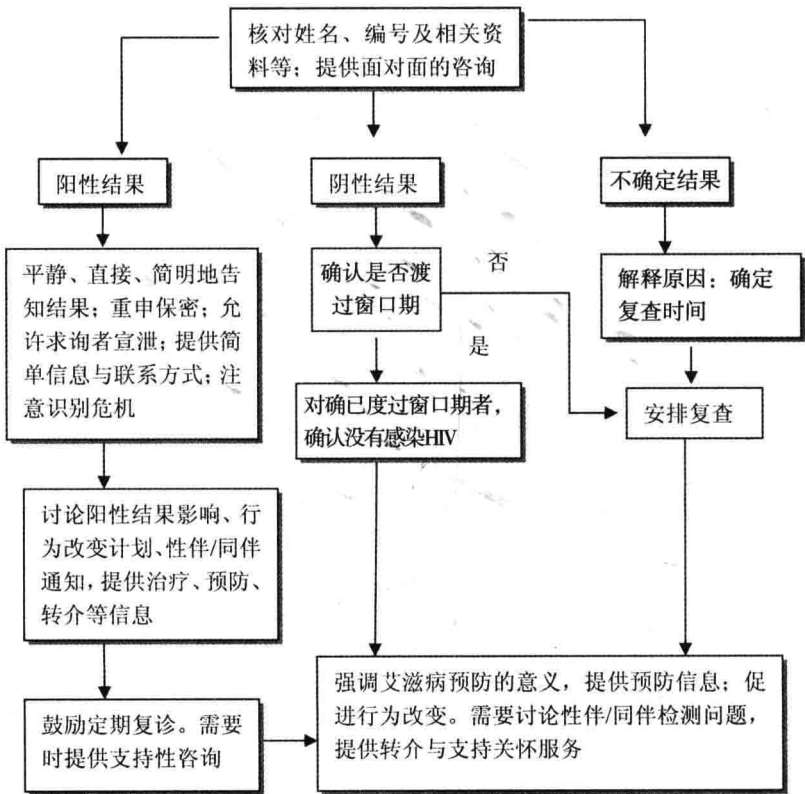 核对姓名、编号及相关资
料等；提供面对面的咨询
阳性结果
阴性结果
不确定结果
平静、直接、简明地告
知结果；重申保密；允
许求询者宣泄；提供简
单信息与联系方式；注
意识别危机
确认是否渡
过窗口期
否
是
解释原因：确定
复查时间
对确已度过窗口期者，
确认没有感染HIV
安排复查
讨论阳性结果影响、行
为改变计划、性伴/同伴
通知，提供治疗、预防、
转介等信息
鼓励定期复诊。需要
时提供支持性咨询
强调艾滋病预防的意义，提供预防信息；促
进行为改变。需要讨论性伴/同伴检测问题，
提供转介与支持关怀服务